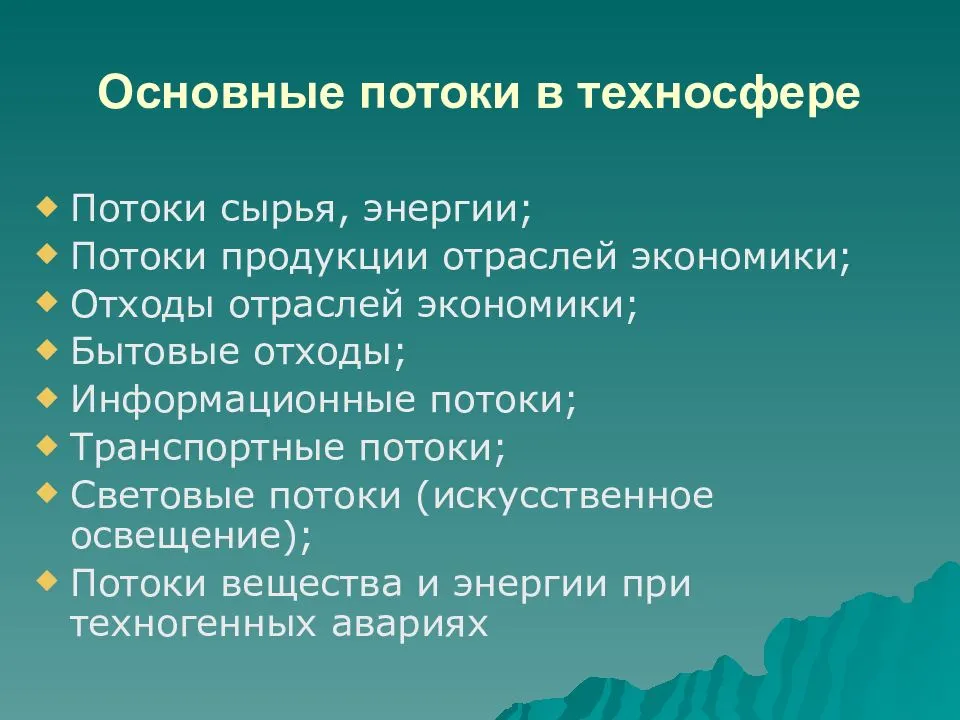 Основные потоки в техносфере
Потоки сырья, энергии;
Потоки продукции отраслей экономики;
Отходы отраслей экономики;
Бытовые отходы;
Информационные потоки;
Транспортные потоки;
Световые потоки (искусственное
освещение);
Потоки вещества и энергии при
техногенных авариях